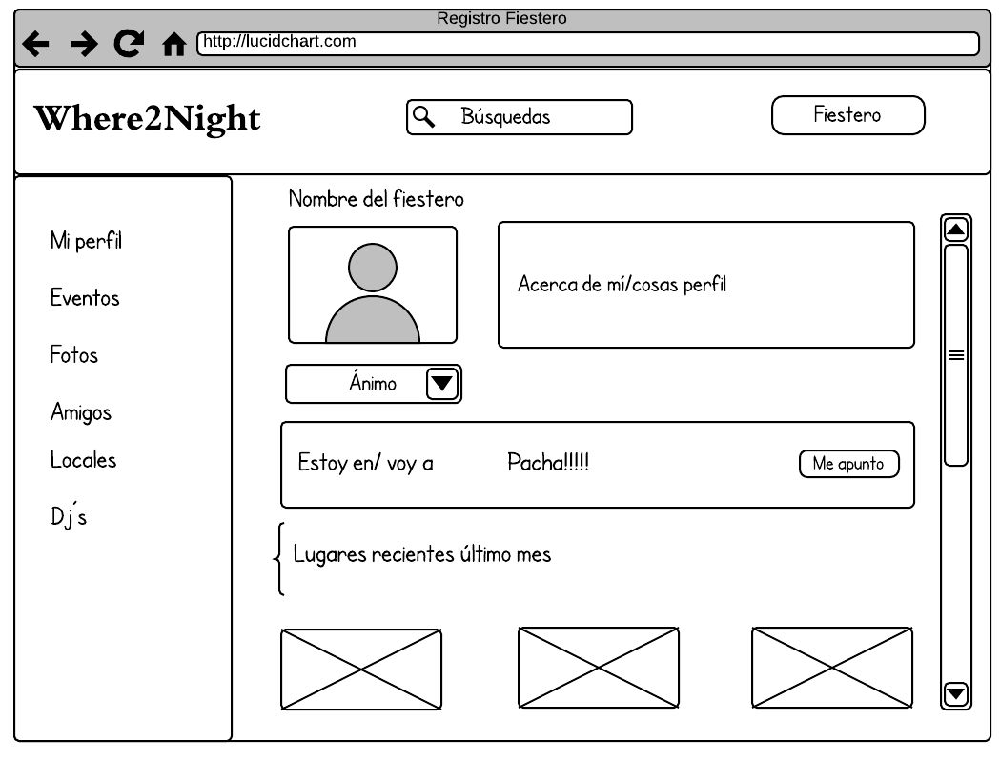 Registro Fiestero
http://lucidchart.com
Where2Night
Búsquedas
Fiestero
Nombre del fiestero
Mi perfil
Eventos
Fotos
Amigos
Locales
Dj´s
Acerca de mí/cosas perfil
Ánimo
Estoy en/ voy a Pacha!!!!!
Me apunto
Lugares recientes último mes